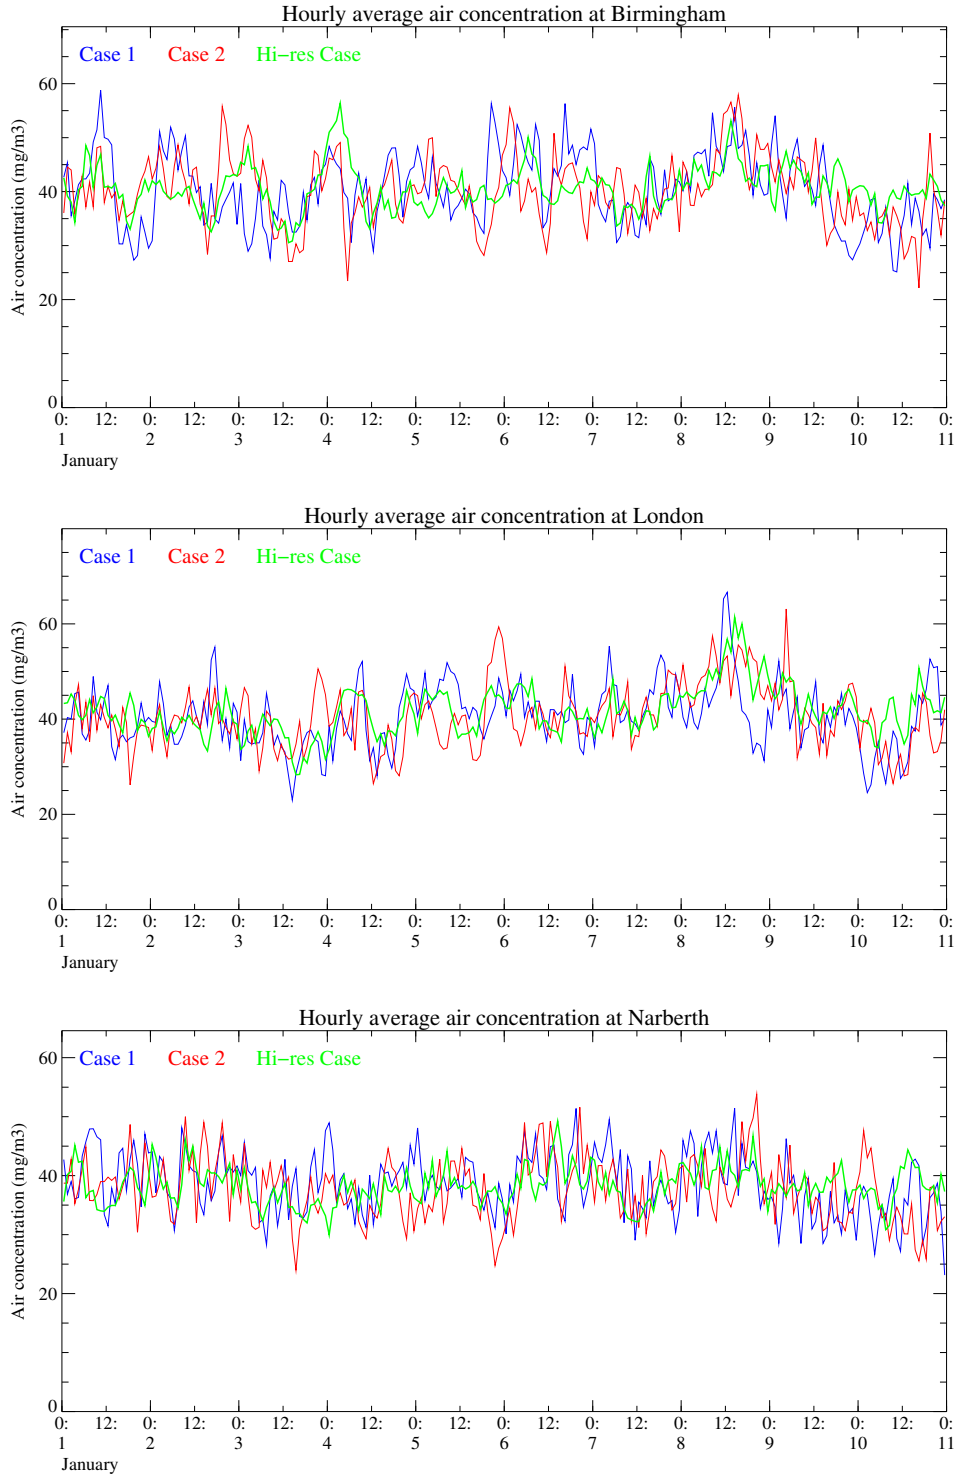 Hourly average air concentration at Birmingham
Case 1 Case 2 Hi-res Case
Air concentration (mg/m3)
60
40
20
0
0: 12: 0: 12: 0: 12: 0: 12: 0: 12: 0: 12: 0: 12: 0: 12: 0: 12: 0: 12: 0:
1 2 3 4 5 6 7 8 9 10 11
January
Hourly average air concentration at London
Case 1 Case 2 Hi-res Case
Air concentration (mg/m3)
60
40
20
0
0: 12: 0: 12: 0: 12: 0: 12: 0: 12: 0: 12: 0: 12: 0: 12: 0: 12: 0: 12: 0:
1 2 3 4 5 6 7 8 9 10 11
January
Hourly average air concentration at Narberth
Case 1 Case 2 Hi-res Case
Air concentration (mg/m3)
60
40
20
0
0: 12: 0: 12: 0: 12: 0: 12: 0: 12: 0: 12: 0: 12: 0: 12: 0: 12: 0: 12: 0:
1 2 3 4 5 6 7 8 9 10 11
January